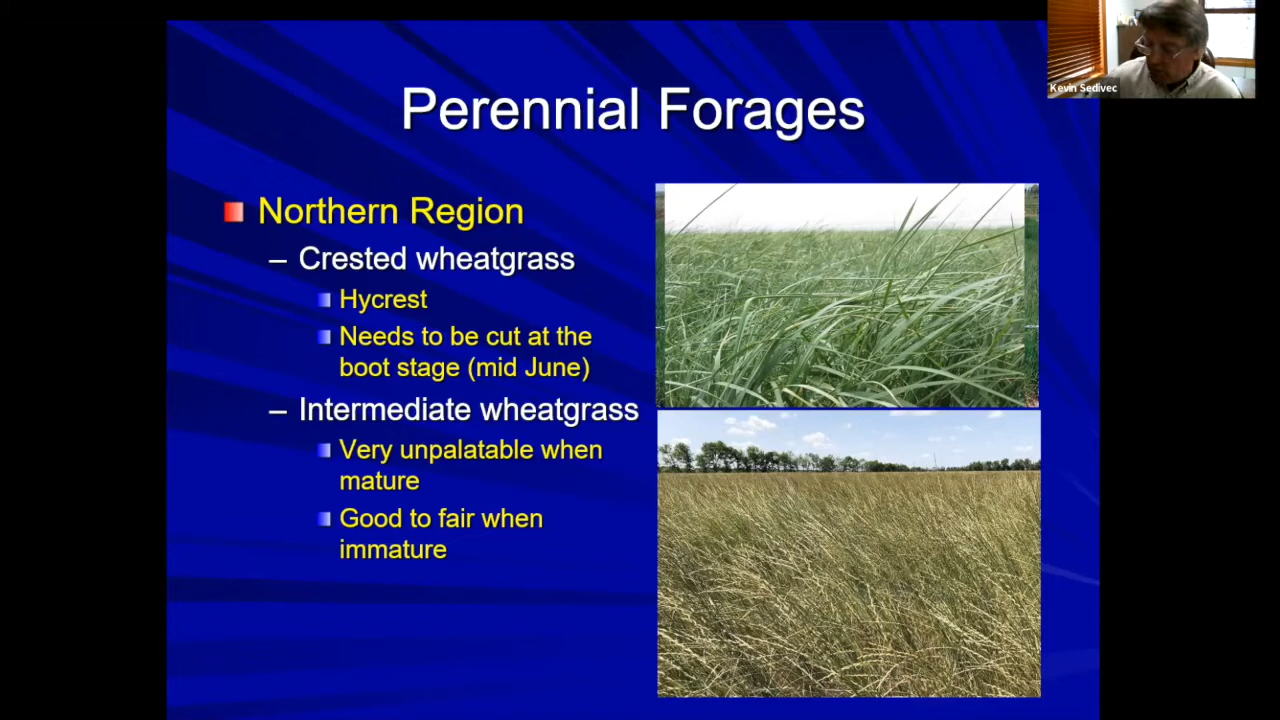 Kevin Sedivec
Perennial Forages
Northern Region
– Crested wheatgrass
Hycrest
Needs to be cut at the
boot stage (mid June)
– Intermediate wheatgrass
Very unpalatable when
mature
Good to fair when
immature